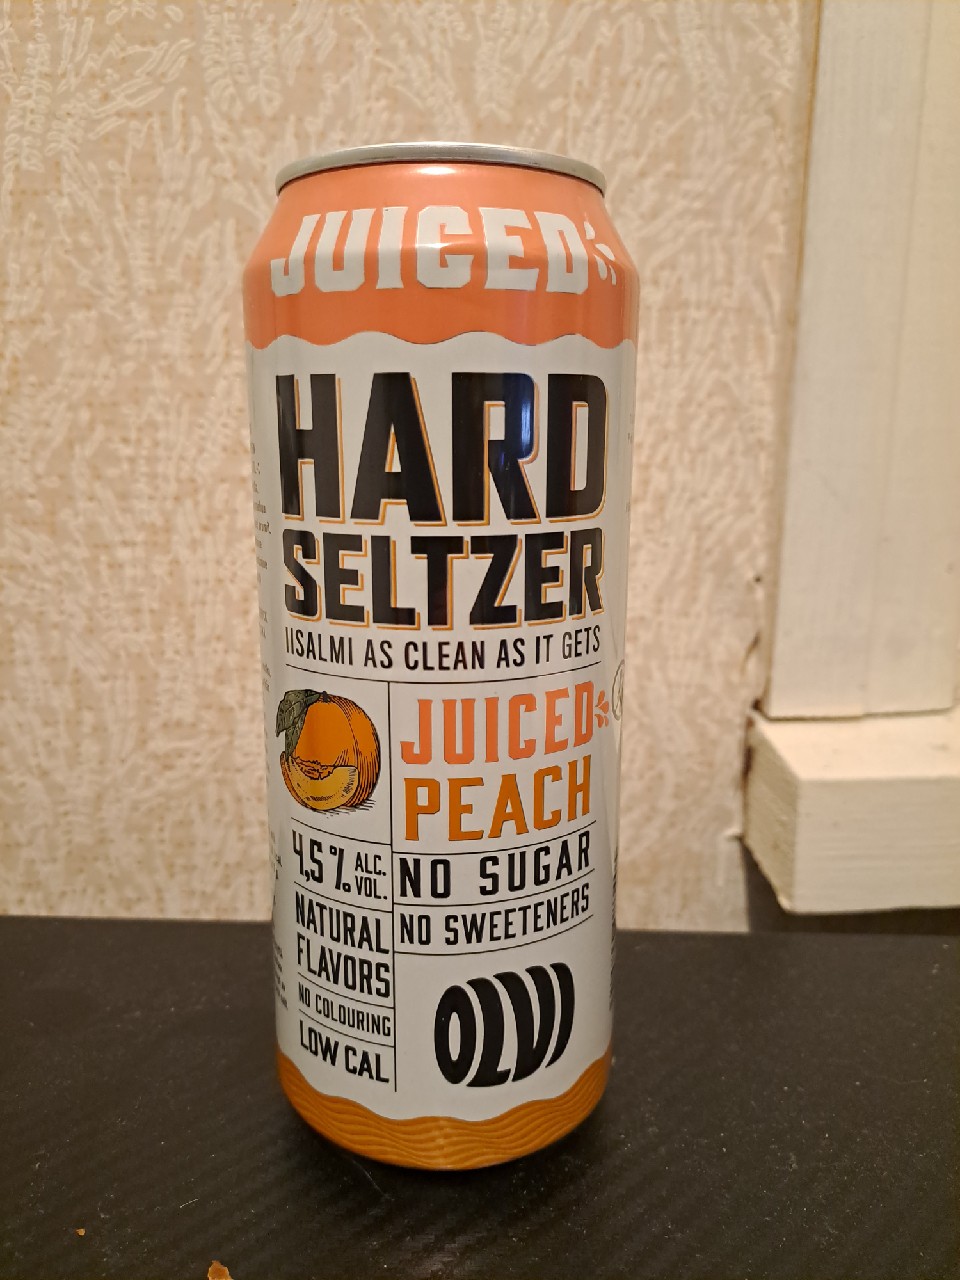 JUICED
HARD
SELTZER
IISALMI AS CLEAN AS IT GETS
JUICED
PEACH
4,5% ALC. VOL.
NO SUGAR
NATURAL
FLAVORS
NO SWEETENERS
NO COLOURING
LOW CAL
OLVI